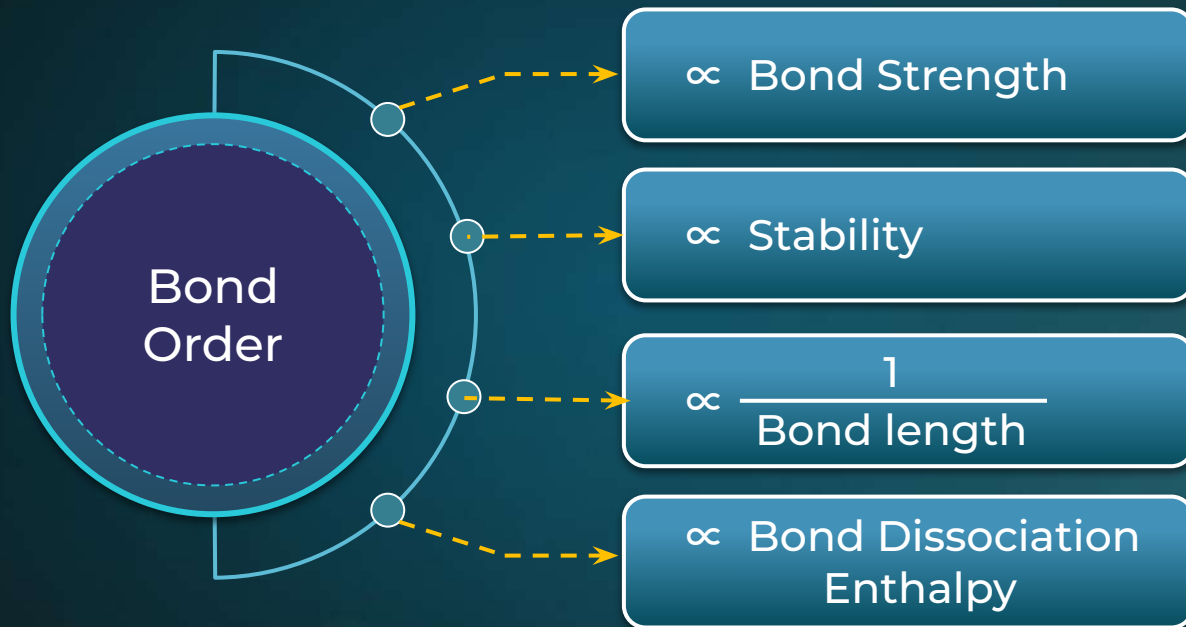 Bond
Order
∝ Bond Strength
∝ Stability
∝ 1
Bond length
∝ Bond Dissociation
Enthalpy